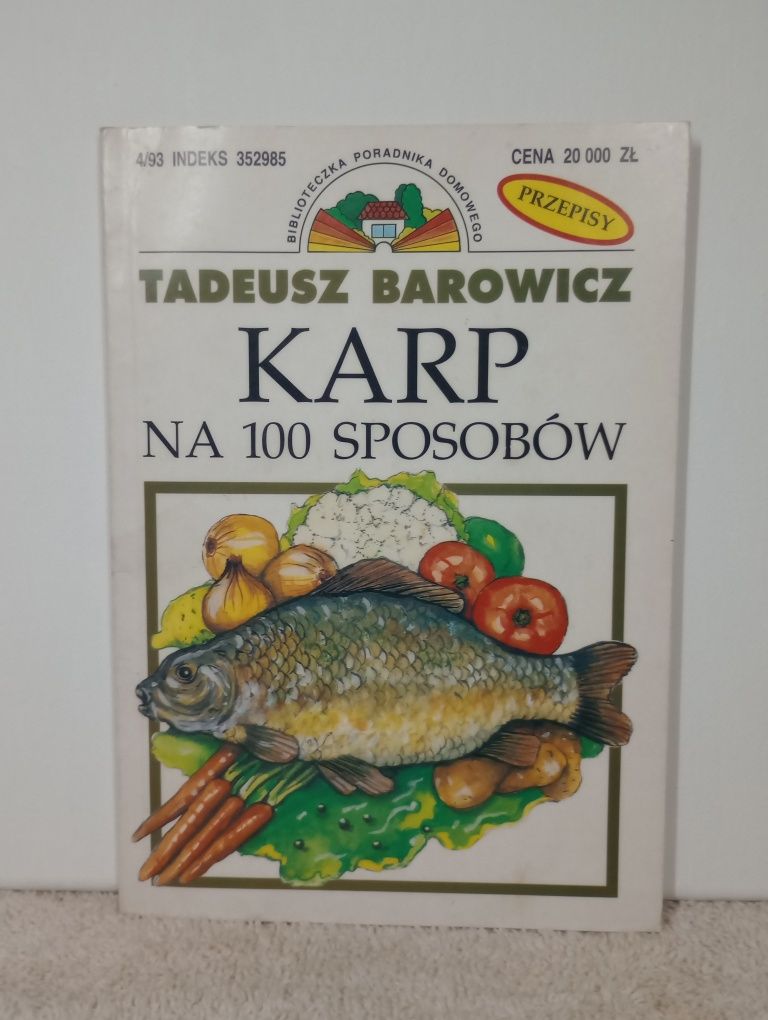 4/93 INDEKS 352985
BIBLIOTECZKA PORADNIKA DOMOWEGO
CENA 20 000 ZŁ
PRZEPISY
TADEUSZ BAROWICZ
KARP
NA 100 SPOSOBÓW